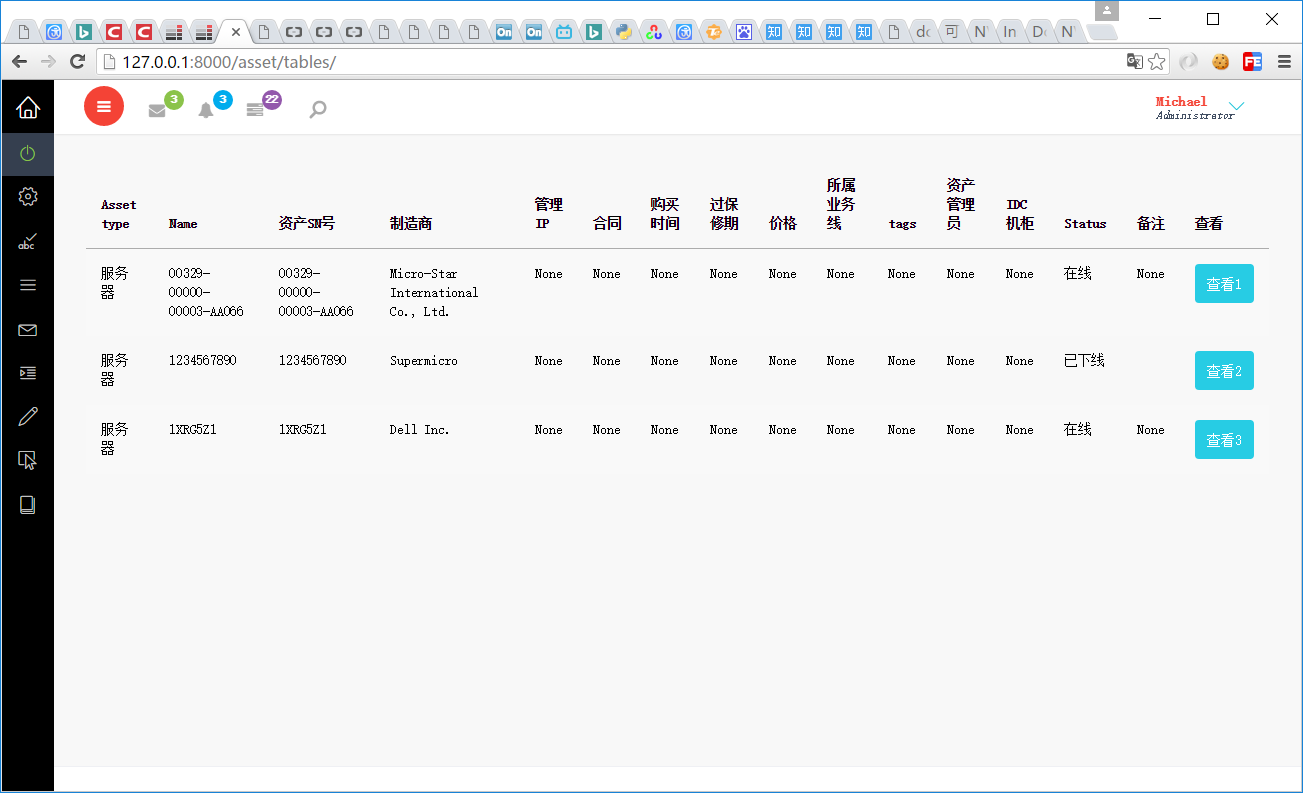 On On 知 知 知 知 dc 可 N' In Dc N'
127.0.0.1:8000/asset/tables/
3 3 22
Michael
Administrator
abc
Asset type Name 资产SN号 制造商 管理IP 合同 购买时间 过保修期 价格 所属业务线 tags 资产管理员 IDC机柜 Status 备注 查看
服务器 00329-00000-00003-AA066 00329-00000-00003-AA066 Micro-Star International Co., Ltd. None None None None None None None None None 在线 None 查看1
服务器 1234567890 1234567890 Supermicro None None None None None None None None None 已下线 查看2
服务器 1XRG5Z1 1XRG5Z1 Dell Inc. None None None None None None None None None 在线 None 查看3